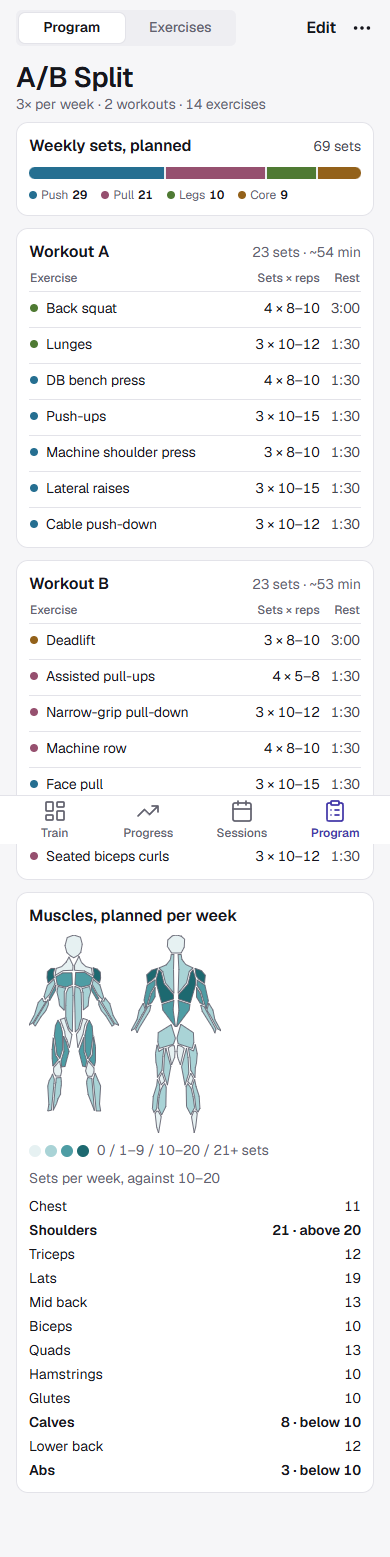 Program Exercises Edit ...
A/B Split
3× per week · 2 workouts · 14 exercises
Weekly sets, planned 69 sets
Push 29 Pull 21 Legs 10 Core 9
Workout A 23 sets · ~54 min
Exercise Sets × reps Rest
Back squat 4 × 8–10 3:00
Lunges 3 × 10–12 1:30
DB bench press 4 × 8–10 1:30
Push-ups 3 × 10–15 1:30
Machine shoulder press 3 × 8–10 1:30
Lateral raises 3 × 10–15 1:30
Cable push-down 3 × 10–12 1:30
Workout B 23 sets · ~53 min
Exercise Sets × reps Rest
Deadlift 3 × 8–10 3:00
Assisted pull-ups 4 × 5–8 1:30
Narrow-grip pull-down 3 × 10–12 1:30
Machine row 4 × 8–10 1:30
Face pull 3 × 10–15 1:30
Train Progress Sessions Program
Seated biceps curls 3 × 10–12 1:30
Muscles, planned per week
0 / 1–9 / 10–20 / 21+ sets
Sets per week, against 10–20
Chest 11
Shoulders 21 · above 20
Triceps 12
Lats 19
Mid back 13
Biceps 10
Quads 13
Hamstrings 10
Glutes 10
Calves 8 · below 10
Lower back 12
Abs 3 · below 10